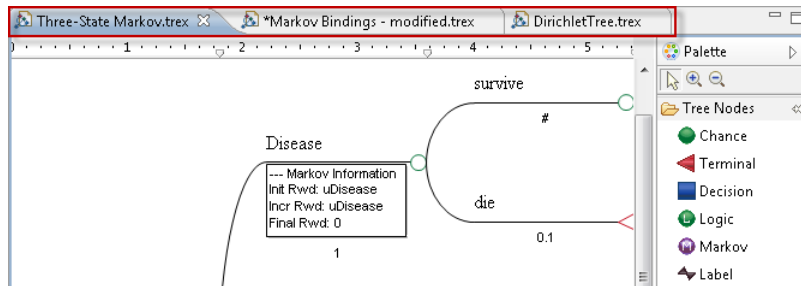 Three-State Markov.trex
*Markov Bindings - modified.trex
DirichletTree.trex
1 2 3 4 5
Palette
survive
#
Tree Nodes
Disease
--- Markov Information
Init Rwd: uDisease
Incr Rwd: uDisease
Final Rwd: 0
1
die
0.1
Chance
Terminal
Decision
L Logic
M Markov
Label